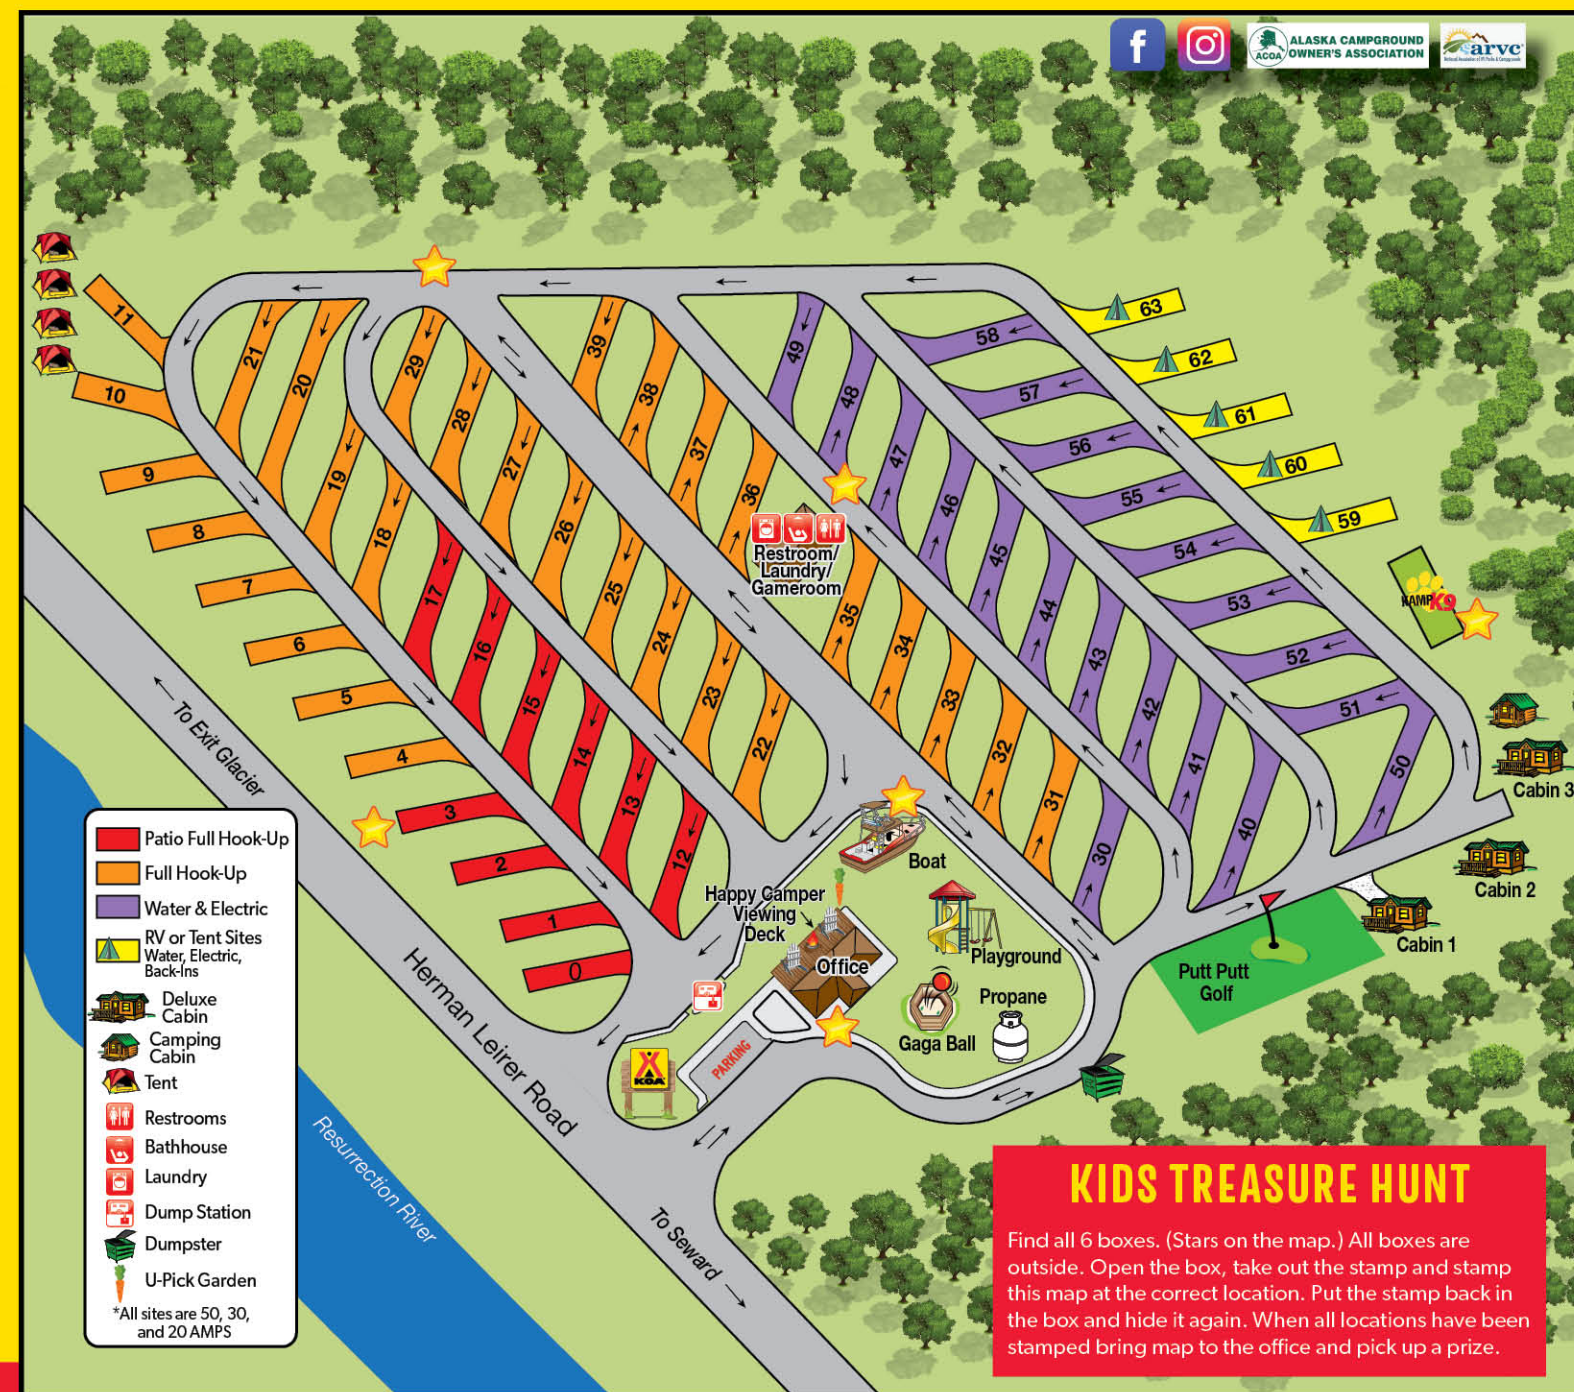 f
ACOA
ALASKA CAMPGROUND
OWNER'S ASSOCIATION
arvc
63
62
61
60
59
58
57
56
55
54
53
52
51
50
49
48
47
46
45
44
43
42
41
40
39
38
37
36
35
34
33
32
31
30
29
28
27
26
25
24
23
22
21
20
19
18
17
16
15
14
13
12
11
10
9
8
7
6
5
4
3
2
1
0
Restroom/
Laundry/
Gameroom
KAMP K9
Cabin 3
Cabin 2
Cabin 1
Putt Putt
Golf
Boat
Happy Camper
Viewing
Deck
Office
Playground
Gaga Ball
Propane
PARKING
KOA
To Exit Glacier
Herman Leirer Road
To Seward
Resurrection River
Patio Full Hook-Up
Full Hook-Up
Water & Electric
RV or Tent Sites
Water, Electric,
Back-Ins
Deluxe
Cabin
Camping
Cabin
Tent
Restrooms
Bathhouse
Laundry
Dump Station
Dumpster
U-Pick Garden
*All sites are 50, 30,
and 20 AMPS
KIDS TREASURE HUNT
Find all 6 boxes. (Stars on the map.) All boxes are
outside. Open the box, take out the stamp and stamp
this map at the correct location. Put the stamp back in
the box and hide it again. When all locations have been
stamped bring map to the office and pick up a prize.